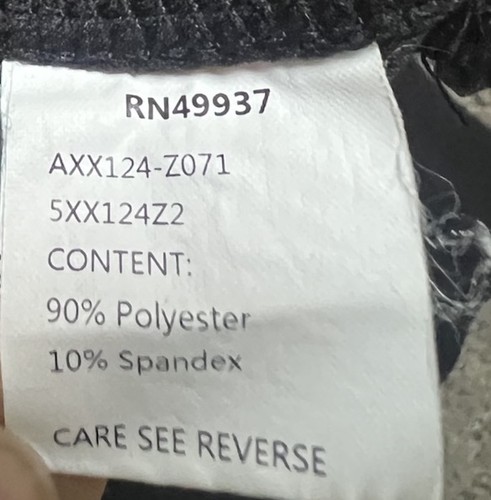 RN49937
AXX124-Z071
5XX124Z2
CONTENT:
90% Polyester
10% Spandex
CARE SEE REVERSE